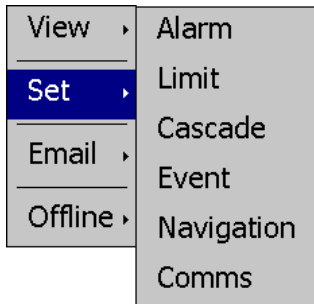 View
Set
Email
Offline
Alarm
Limit
Cascade
Event
Navigation
Comms